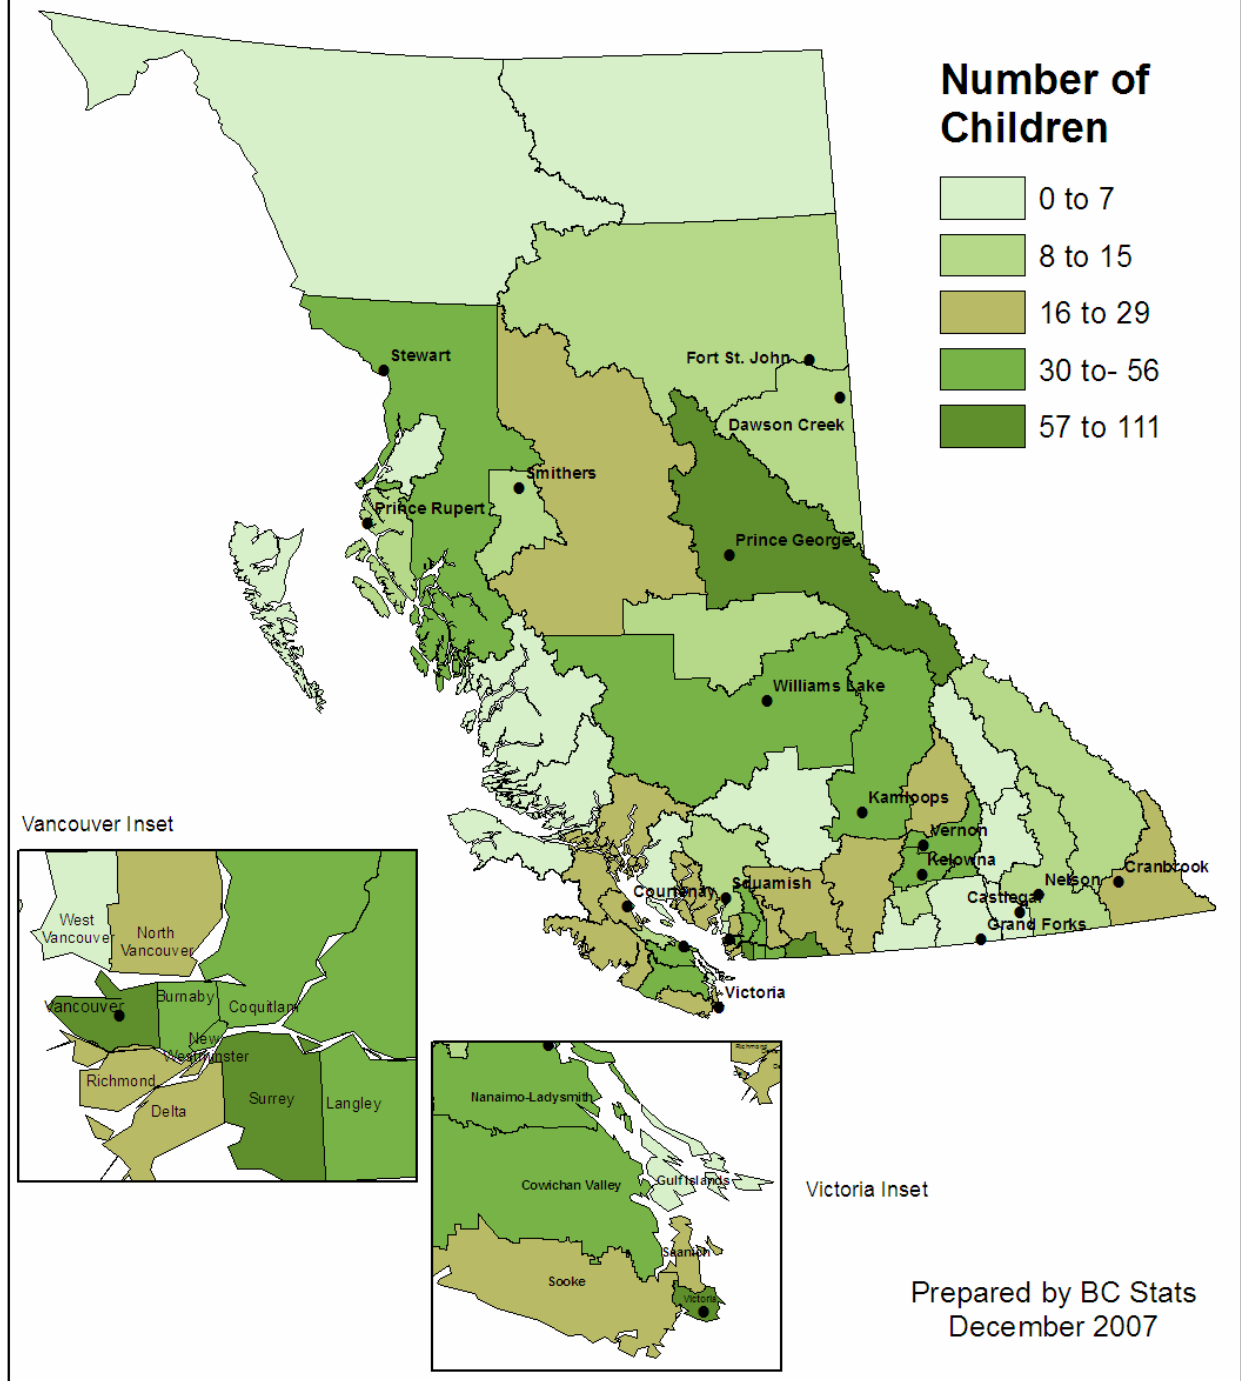 Number of
Children
0 to 7
8 to 15
16 to 29
30 to- 56
57 to 111
Stewart
Fort St. John
Dawson Creek
Smithers
Prince Rupert
Prince George
Williams Lake
Kamloops
Vernon
Kelowna
Cranbrook
Nelson
Castlegar
Grand Forks
Courtenay
Squamish
Victoria
Vancouver Inset
West
Vancouver
North
Vancouver
Vancouver
Burnaby
Coquitlam
New
Westminster
Richmond
Delta
Surrey
Langley
Richmond
Nanaimo-Ladysmith
Cowichan Valley
Gulf Islands
Saanich
Sooke
Victoria
Victoria Inset
Prepared by BC Stats
December 2007